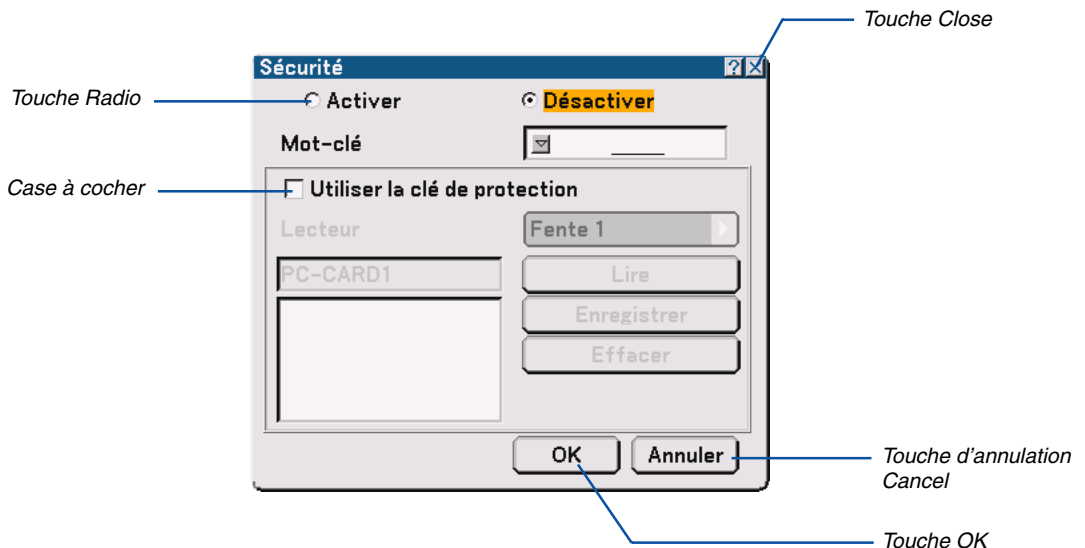 Touche Close
Sécurité ? X
Touche Radio
Activer Désactiver
Mot-clé
Case à cocher
Utiliser la clé de protection
Lecteur Fente 1
PC-CARD1 Lire
Enregistrer
Effacer
OK Annuler
Touche d'annulation
Cancel
Touche OK